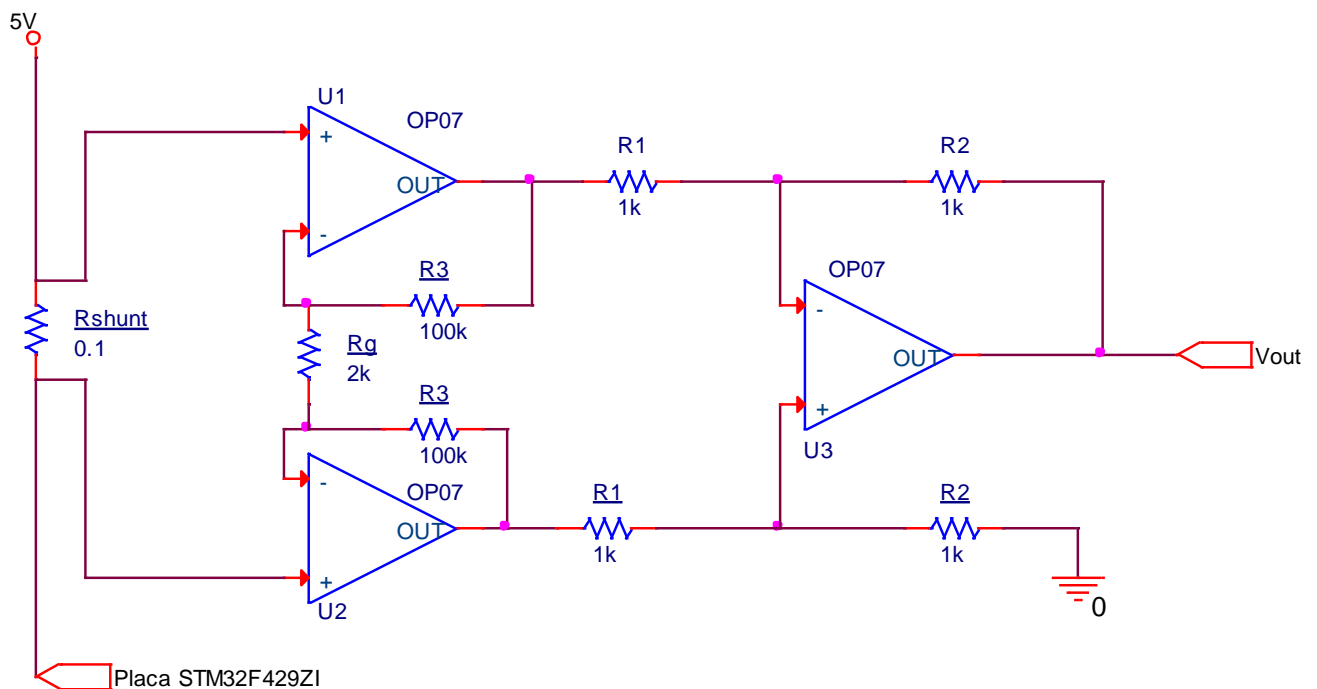 5V
U1
OP07
+
OUT
-
R1
1k
R2
1k
R3
100k
Rshunt
0.1
Rg
2k
OP07
-
OUT
+
U3
Vout
R3
100k
-
OP07
OUT
+
U2
R1
1k
R2
1k
0
Placa STM32F429ZI